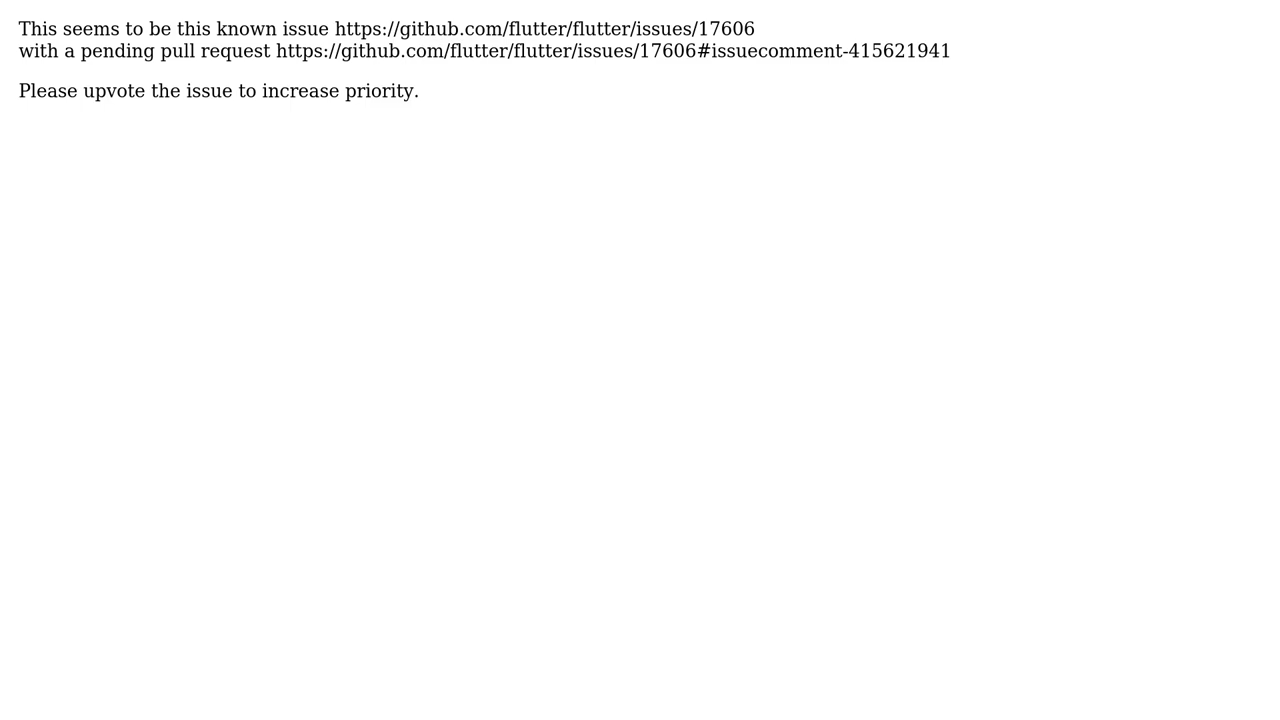 This seems to be this known issue https://github.com/flutter/flutter/issues/17606
with a pending pull request https://github.com/flutter/flutter/issues/17606#issuecomment-415621941
Please upvote the issue to increase priority.